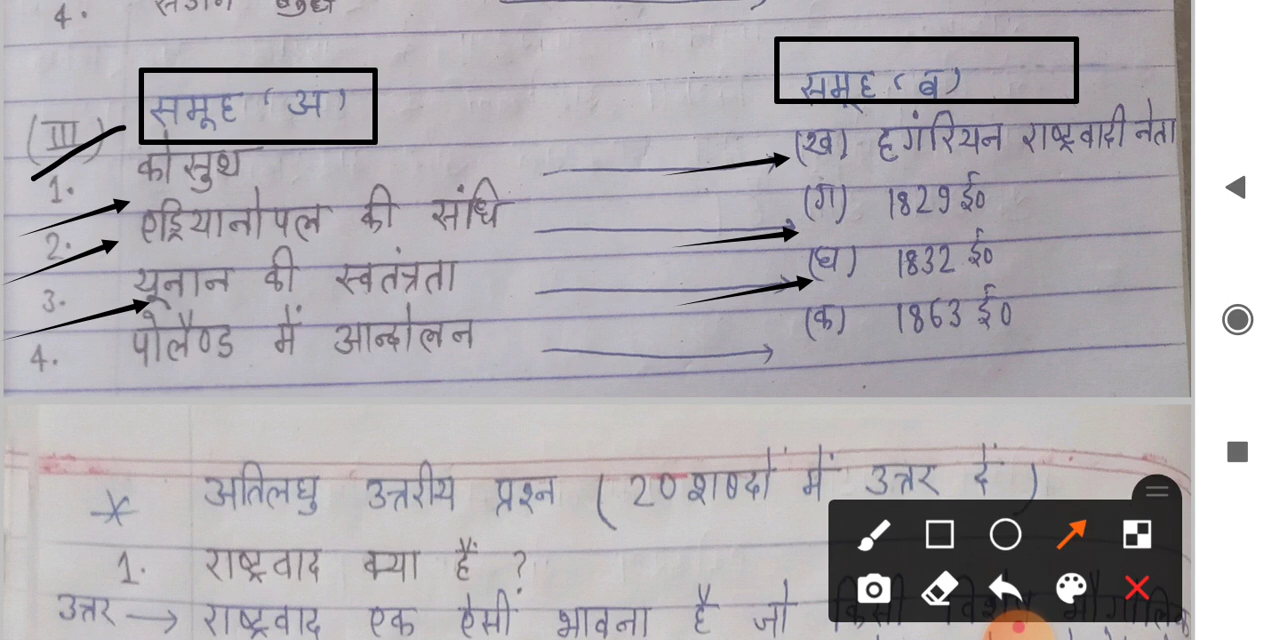 4.
समूह (अ) समूह (ब)
(III)
1. कोसुथ (ख) हंगेरियन राष्ट्रवादी नेता
2. एड्रियानोपल की संधि (ग) 1829 ई०
3. यूनान की स्वतंत्रता (घ) 1832 ई०
4. पोलैण्ड में आन्दोलन (क) 1863 ई०
* अतिलघु उत्तरीय प्रश्न (20 शब्दों में उत्तर दें)
1. राष्ट्रवाद क्या हैं ?
उत्तर → राष्ट्रवाद एक ऐसी भावना है जो किसी